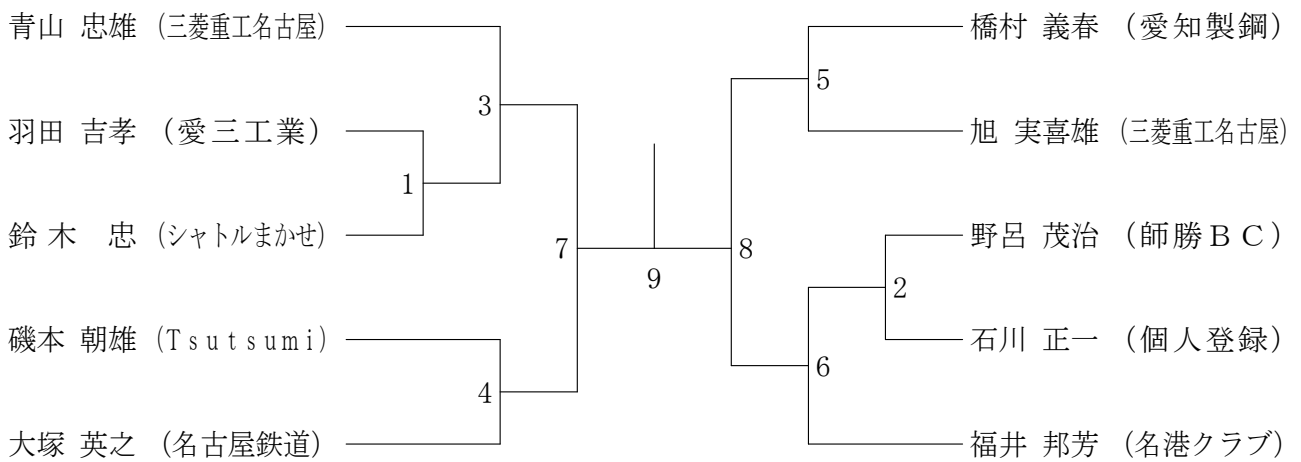 青山 忠雄 (三菱重工名古屋)
羽田 吉孝 (愛三工業)
鈴木 忠 (シャトルまかせ)
磯本 朝雄 (Tsutsumi)
大塚 英之 (名古屋鉄道)
3
1
7
4
9
橋村 義春 (愛知製鋼)
旭 実喜雄 (三菱重工名古屋)
野呂 茂治 (師勝BC)
石川 正一 (個人登録)
福井 邦芳 (名港クラブ)
5
8
2
6